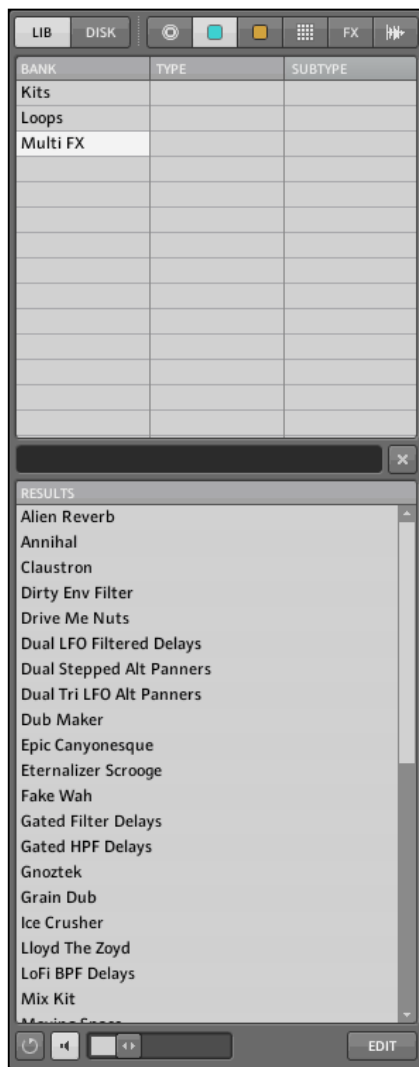 LIB DISK FX
BANK TYPE SUBTYPE
Kits
Loops
Multi FX
RESULTS
Alien Reverb
Annihal
Claustron
Dirty Env Filter
Drive Me Nuts
Dual LFO Filtered Delays
Dual Stepped Alt Panners
Dual Tri LFO Alt Panners
Dub Maker
Epic Canyonesque
Eternalizer Scrooge
Fake Wah
Gated Filter Delays
Gated HPF Delays
Gnoztek
Grain Dub
Ice Crusher
Lloyd The Zoyd
LoFi BPF Delays
Mix Kit
EDIT